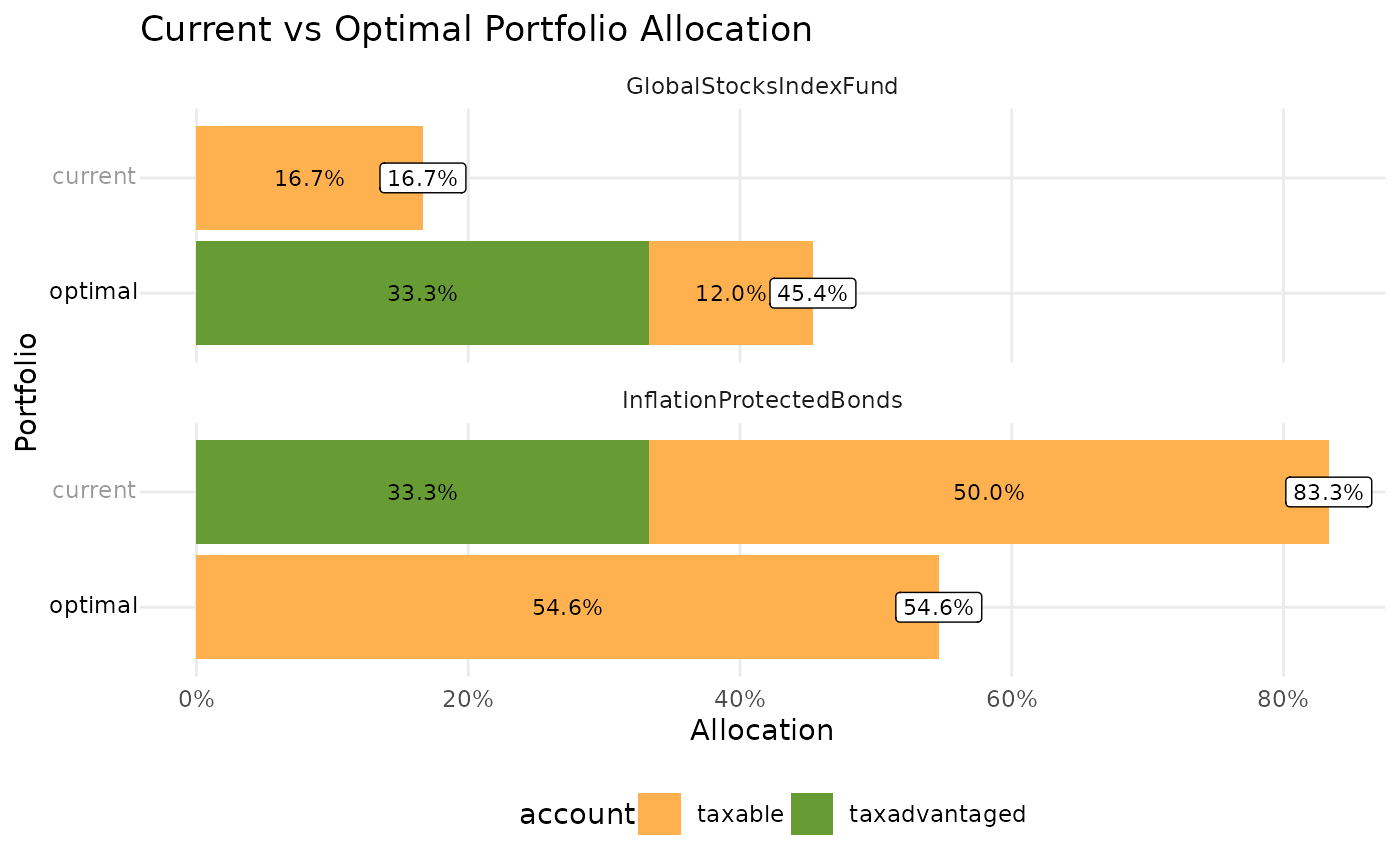 Current vs Optimal Portfolio Allocation
GlobalStocksIndexFund
current
16.7%
16.7%
optimal
33.3%
12.0%
45.4%
Portfolio
InflationProtectedBonds
current
33.3%
50.0%
83.3%
optimal
54.6%
54.6%
0% 20% 40% 60% 80%
Allocation
account taxable taxadvantaged